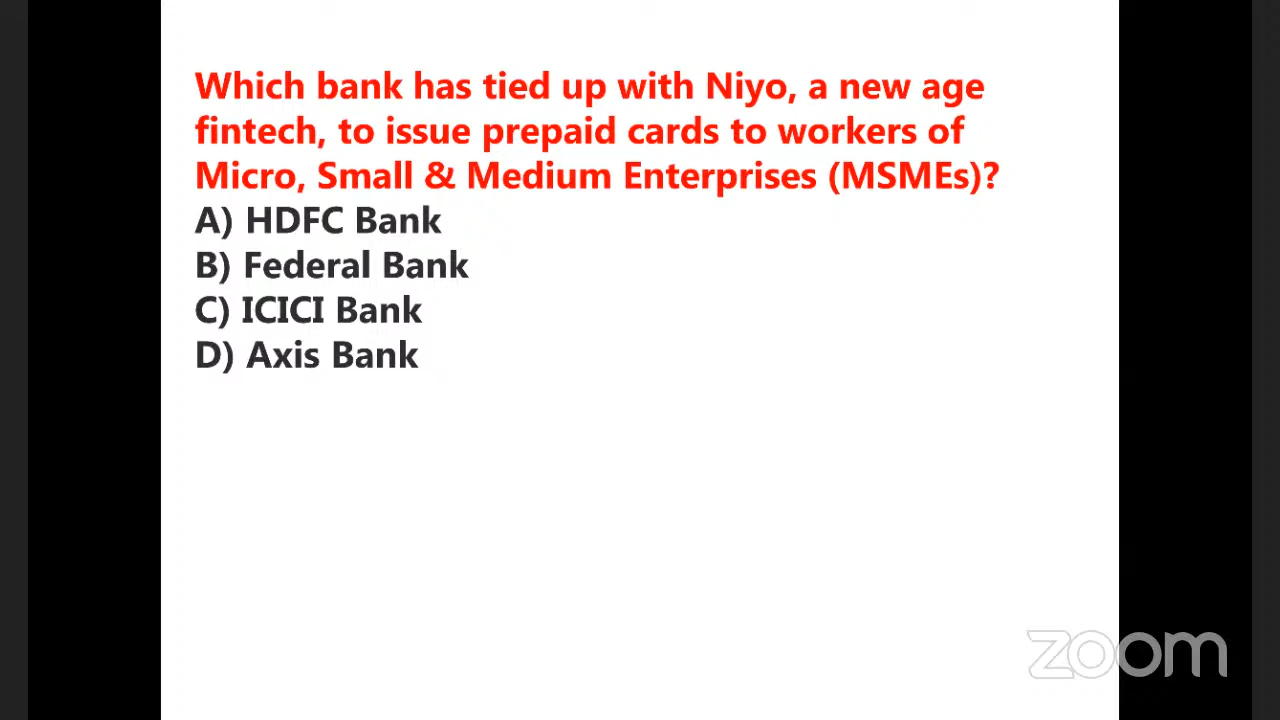 Which bank has tied up with Niyo, a new age
fintech, to issue prepaid cards to workers of
Micro, Small & Medium Enterprises (MSMEs)?
A) HDFC Bank
B) Federal Bank
C) ICICI Bank
D) Axis Bank
zoom